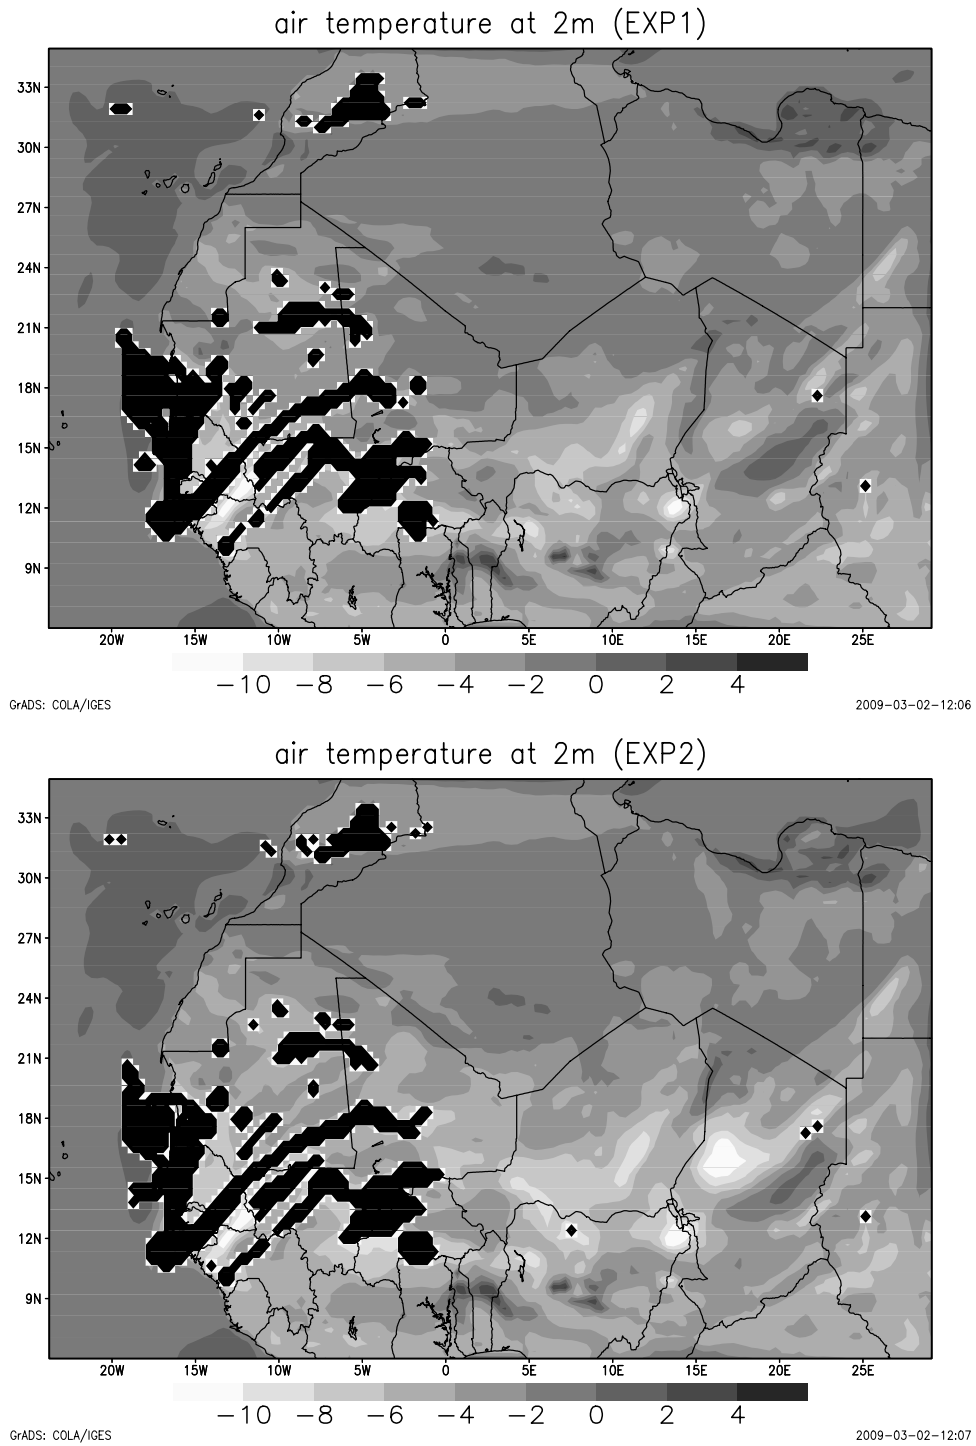 air temperature at 2m (EXP1)
33N
30N
27N
24N
21N
18N
15N
12N
9N
20W 15W 10W 5W 0 5E 10E 15E 20E 25E
−10 −8 −6 −4 −2 0 2 4
GrADS: COLA/IGES 2009-03-02-12:06
air temperature at 2m (EXP2)
33N
30N
27N
24N
21N
18N
15N
12N
9N
20W 15W 10W 5W 0 5E 10E 15E 20E 25E
−10 −8 −6 −4 −2 0 2 4
GrADS: COLA/IGES 2009-03-02-12:07